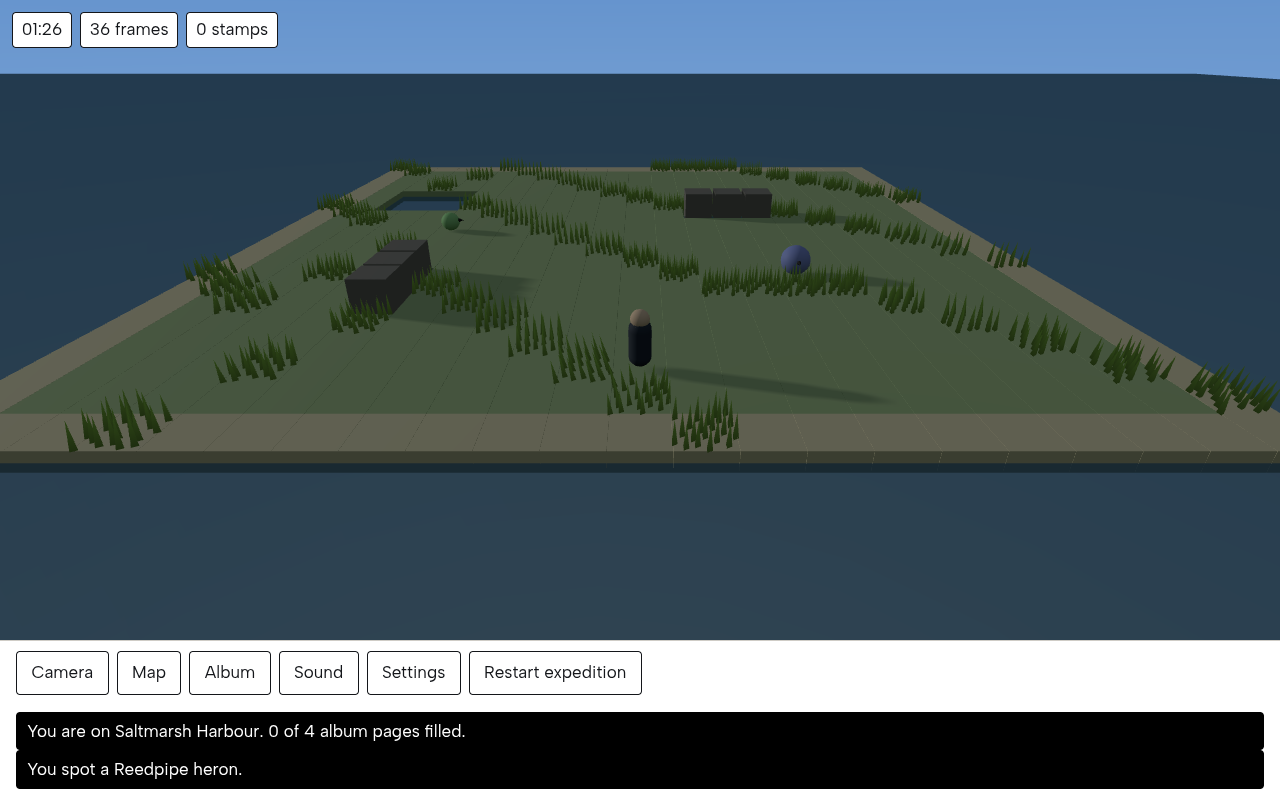 01:26
36 frames
0 stamps
Camera
Map
Album
Sound
Settings
Restart expedition
You are on Saltmarsh Harbour. 0 of 4 album pages filled.
You spot a Reedpipe heron.